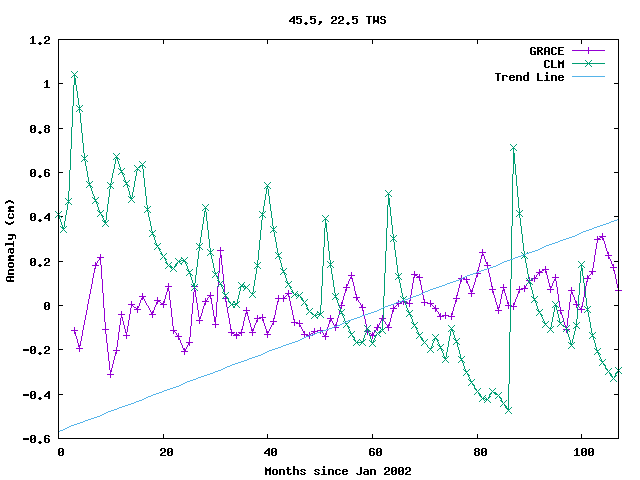 45.5, 22.5 TWS
GRACE
CLM
Trend Line
Anomaly (cm)
1.2
1
0.8
0.6
0.4
0.2
0
-0.2
-0.4
-0.6
0 20 40 60 80 100
Months since Jan 2002